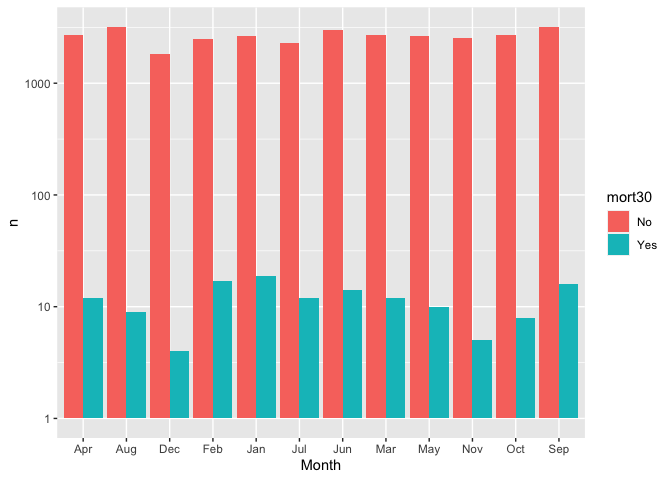 1000
100
10
1
n
Apr Aug Dec Feb Jan Jul Jun Mar May Nov Oct Sep
Month
mort30
No
Yes